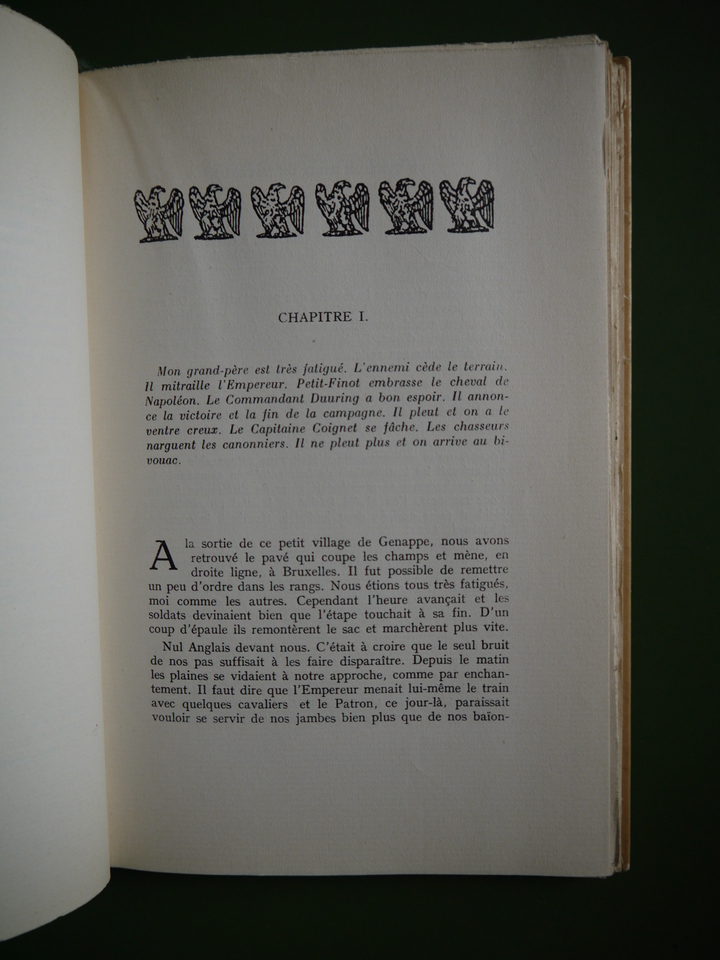 CHAPITRE I.
Mon grand-père est très fatigué. L'ennemi cède le terrain.
Il mitraille l'Empereur. Petit-Finot embrasse le cheval de
Napoléon. Le Commandant Duuring a bon espoir. Il annon-
ce la victoire et la fin de la campagne. Il pleut et on a le
ventre creux. Le Capitaine Coignet se fâche. Les chasseurs
narguent les canonniers. Il ne pleut plus et on arrive au bi-
vouac.
A la sortie de ce petit village de Genappe, nous avons
retrouvé le pavé qui coupe les champs et mène, en
droite ligne, à Bruxelles. Il fut possible de remettre
un peu d'ordre dans les rangs. Nous étions tous très fatigués,
moi comme les autres. Cependant l'heure avançait et les
soldats devinaient bien que l'étape touchait à sa fin. D'un
coup d'épaule ils remontèrent le sac et marchèrent plus vite.
Nul Anglais devant nous. C'était à croire que le seul bruit
de nos pas suffisait à les faire disparaître. Depuis le matin
les plaines se vidaient à notre approche, comme par enchan-
tement. Il faut dire que l'Empereur menait lui-même le train
avec quelques cavaliers et le Patron, ce jour-là, paraissait
vouloir se servir de nos jambes bien plus que de nos baïon-